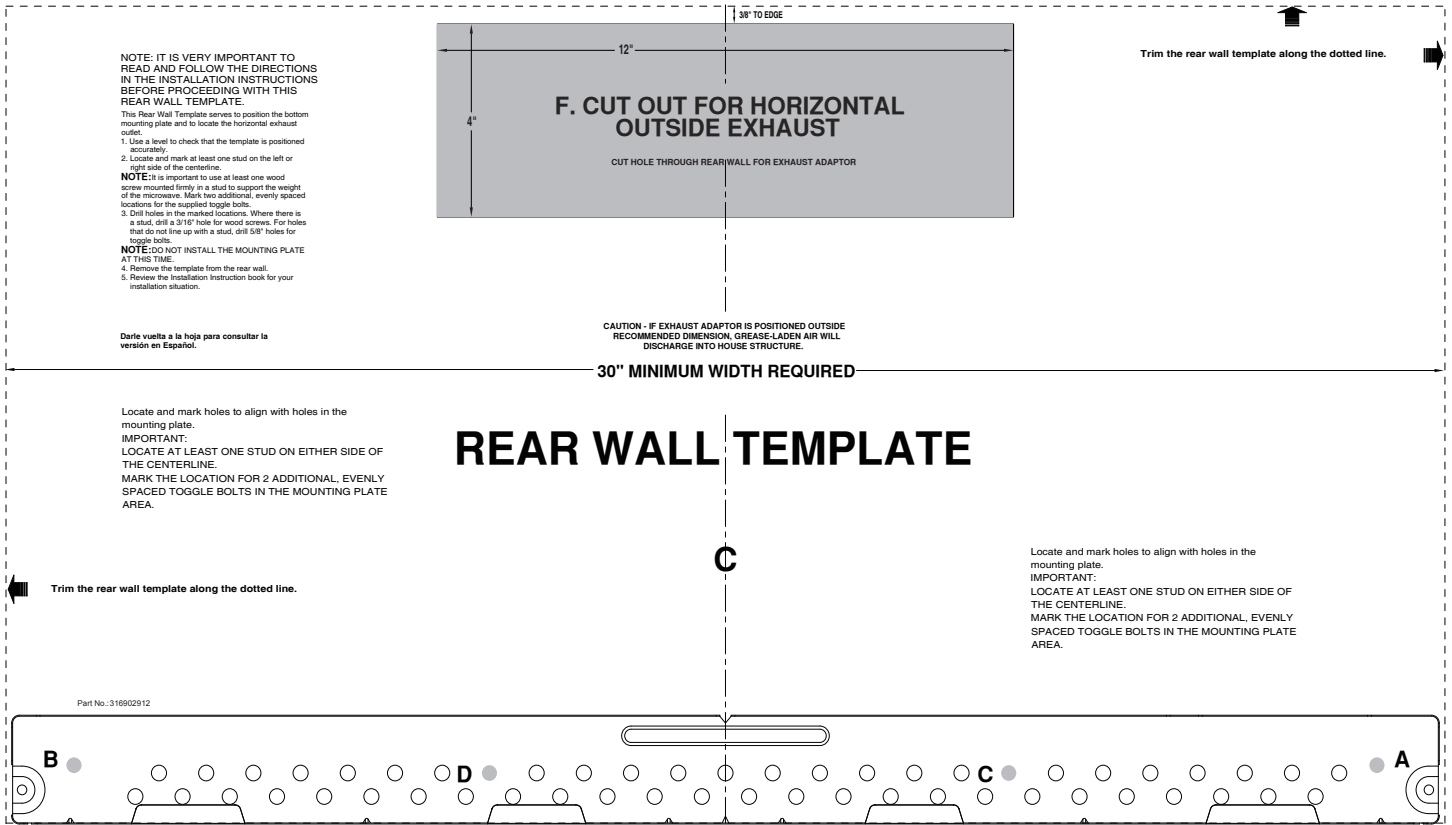 3/8" TO EDGE
12"
4"
F. CUT OUT FOR HORIZONTAL
OUTSIDE EXHAUST
CUT HOLE THROUGH REAR WALL FOR EXHAUST ADAPTOR
Trim the rear wall template along the dotted line.
NOTE: IT IS VERY IMPORTANT TO
READ AND FOLLOW THE DIRECTIONS
IN THE INSTALLATION INSTRUCTIONS
BEFORE PROCEEDING WITH THIS
REAR WALL TEMPLATE.
This Rear Wall Template serves to position the bottom
mounting plate and to locate the horizontal exhaust
outlet.
1. Use a level to check that the template is positioned
accurately.
2. Locate and mark at least one stud on the left or
right side of the centerline.
NOTE:It is important to use at least one wood
screw mounted firmly in a stud to support the weight
of the microwave. Mark two additional, evenly spaced
locations for the supplied toggle bolts.
3. Drill holes in the marked locations. Where there is
a stud, drill a 3/16" hole for wood screws. For holes
that do not line up with a stud, drill 5/8" holes for
toggle bolts.
NOTE:DO NOT INSTALL THE MOUNTING PLATE
AT THIS TIME.
4. Remove the template from the rear wall.
5. Review the Installation Instruction book for your
installation situation.
Darle vuelta a la hoja para consultar la
versión en Español.
CAUTION - IF EXHAUST ADAPTOR IS POSITIONED OUTSIDE
RECOMMENDED DIMENSION, GREASE-LADEN AIR WILL
DISCHARGE INTO HOUSE STRUCTURE.
30" MINIMUM WIDTH REQUIRED
Locate and mark holes to align with holes in the
mounting plate.
IMPORTANT:
LOCATE AT LEAST ONE STUD ON EITHER SIDE OF
THE CENTERLINE.
MARK THE LOCATION FOR 2 ADDITIONAL, EVENLY
SPACED TOGGLE BOLTS IN THE MOUNTING PLATE
AREA.
REAR WALL TEMPLATE
C
Locate and mark holes to align with holes in the
mounting plate.
IMPORTANT:
LOCATE AT LEAST ONE STUD ON EITHER SIDE OF
THE CENTERLINE.
MARK THE LOCATION FOR 2 ADDITIONAL, EVENLY
SPACED TOGGLE BOLTS IN THE MOUNTING PLATE
AREA.
Trim the rear wall template along the dotted line.
Part No.:316902912
B
D
C
A